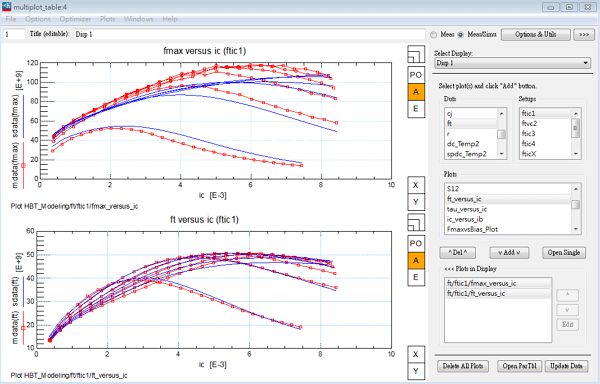 multiplot_table:4
File Options Optimizer Plots Windows Help
1 Title (editable): Disp 1
Meas Meas/Simu Options & Utils >>>
fmax versus ic (ftic1)
mdata(fmax) sdata(fmax) [E+9]
120
100
80
60
40
20
0
0 2 4 6 8 10
ic [E-3]
Plot HBT_Modeling/ft/ftic1/fmax_versus_ic
PO
A
E
X
Y
ft versus ic (ftic1)
mdata(ft) sdata(ft) [E+9]
60
50
40
30
20
10
0 2 4 6 8 10
ic [E-3]
Plot HBT_Modeling/ft/ftic1/ft_versus_ic
PO
A
E
X
Y
Select Display:
Disp 1
Select plot(s) and click "Add" button.
Duts Setups
cj
ft
r
dc_Temp2
spdc_Temp2
ftic1
ftvc2
ftic3
ftic4
fticX
Plots
S12
ft_versus_ic
tau_versus_ic
ic_versus_ib
FmaxvsBias_Plot
^ Del ^ v Add v Open Single
<<< Plots in Display
ft/ftic1/fmax_versus_ic
ft/ftic1/ft_versus_ic
^
v
Edit
Delete All Plots Open ParTbl Update Data